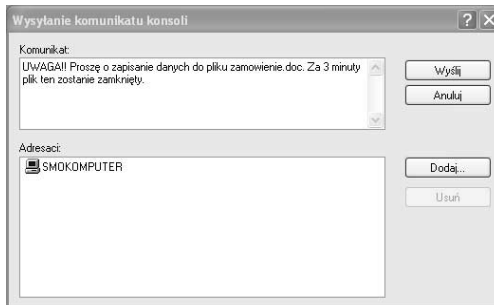 Wysyłanie komunikatu konsoli
Komunikat:
UWAGA!! Proszę o zapisanie danych do pliku zamowienie.doc. Za 3 minuty
plik ten zostanie zamknięty.
Wyślij
Anuluj
Adresaci:
SMOKOMPUTER
Dodaj...
Usuń